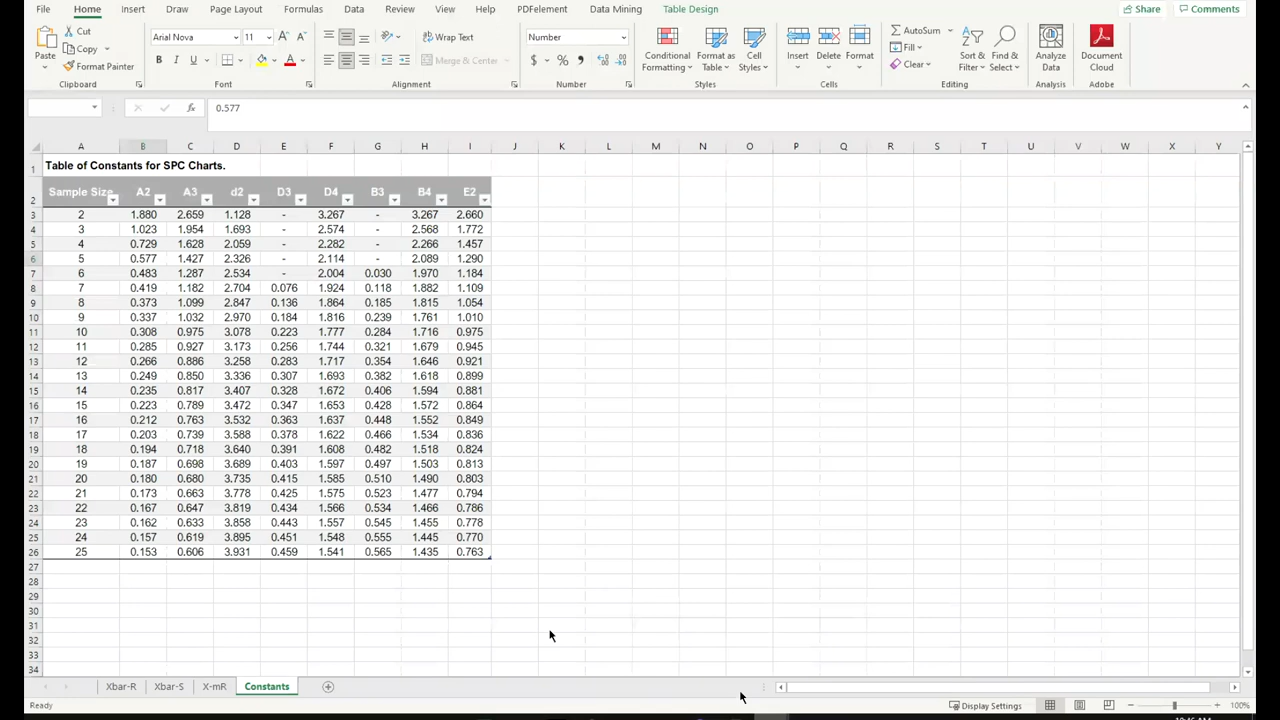 File Home Insert Draw Page Layout Formulas Data Review View Help PDFelement Data Mining Table Design Share Comments
Cut Arial Nova 11 Wrap Text Number AutoSum
Copy Fill
Paste Format Painter Merge & Center Conditional Formatting Format as Table Cell Styles Insert Delete Format Clear Sort & Filter Find & Select Analyze Data Document Cloud
Clipboard Font Alignment Number Styles Cells Editing Analysis Adobe
fx 0.577
A B C D E F G H I J K L M N O P Q R S T U V W X Y
1 Table of Constants for SPC Charts.
2 Sample Size A2 A3 d2 D3 D4 B3 B4 E2
3 2 1.880 2.659 1.128 - 3.267 - 3.267 2.660
4 3 1.023 1.954 1.693 - 2.574 - 2.568 1.772
5 4 0.729 1.628 2.059 - 2.282 - 2.266 1.457
6 5 0.577 1.427 2.326 - 2.114 - 2.089 1.290
7 6 0.483 1.287 2.534 - 2.004 0.030 1.970 1.184
8 7 0.419 1.182 2.704 0.076 1.924 0.118 1.882 1.109
9 8 0.373 1.099 2.847 0.136 1.864 0.185 1.815 1.054
10 9 0.337 1.032 2.970 0.184 1.816 0.239 1.761 1.010
11 10 0.308 0.975 3.078 0.223 1.777 0.284 1.716 0.975
12 11 0.285 0.927 3.173 0.256 1.744 0.321 1.679 0.945
13 12 0.266 0.886 3.258 0.283 1.717 0.354 1.646 0.921
14 13 0.249 0.850 3.336 0.307 1.693 0.382 1.618 0.899
15 14 0.235 0.817 3.407 0.328 1.672 0.406 1.594 0.881
16 15 0.223 0.789 3.472 0.347 1.653 0.428 1.572 0.864
17 16 0.212 0.763 3.532 0.363 1.637 0.448 1.552 0.849
18 17 0.203 0.739 3.588 0.378 1.622 0.466 1.534 0.836
19 18 0.194 0.718 3.640 0.391 1.608 0.482 1.518 0.824
20 19 0.187 0.698 3.689 0.403 1.597 0.497 1.503 0.813
21 20 0.180 0.680 3.735 0.415 1.585 0.510 1.490 0.803
22 21 0.173 0.663 3.778 0.425 1.575 0.523 1.477 0.794
23 22 0.167 0.647 3.819 0.434 1.566 0.534 1.466 0.786
24 23 0.162 0.633 3.858 0.443 1.557 0.545 1.455 0.778
25 24 0.157 0.619 3.895 0.451 1.548 0.555 1.445 0.770
26 25 0.153 0.606 3.931 0.459 1.541 0.565 1.435 0.763
27
28
29
30
31
32
33
34
Xbar-R Xbar-S X-mR Constants
Ready Display Settings 100%